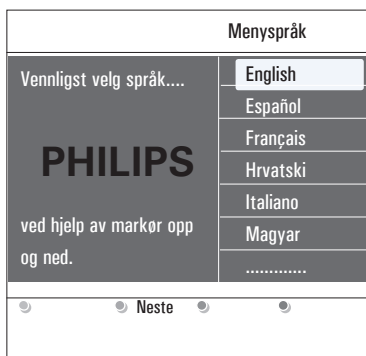 Menyspråk
Vennligst velg språk....
PHILIPS
ved hjelp av markør opp
og ned.
English
Español
Français
Hrvatski
Italiano
Magyar
.............
Neste